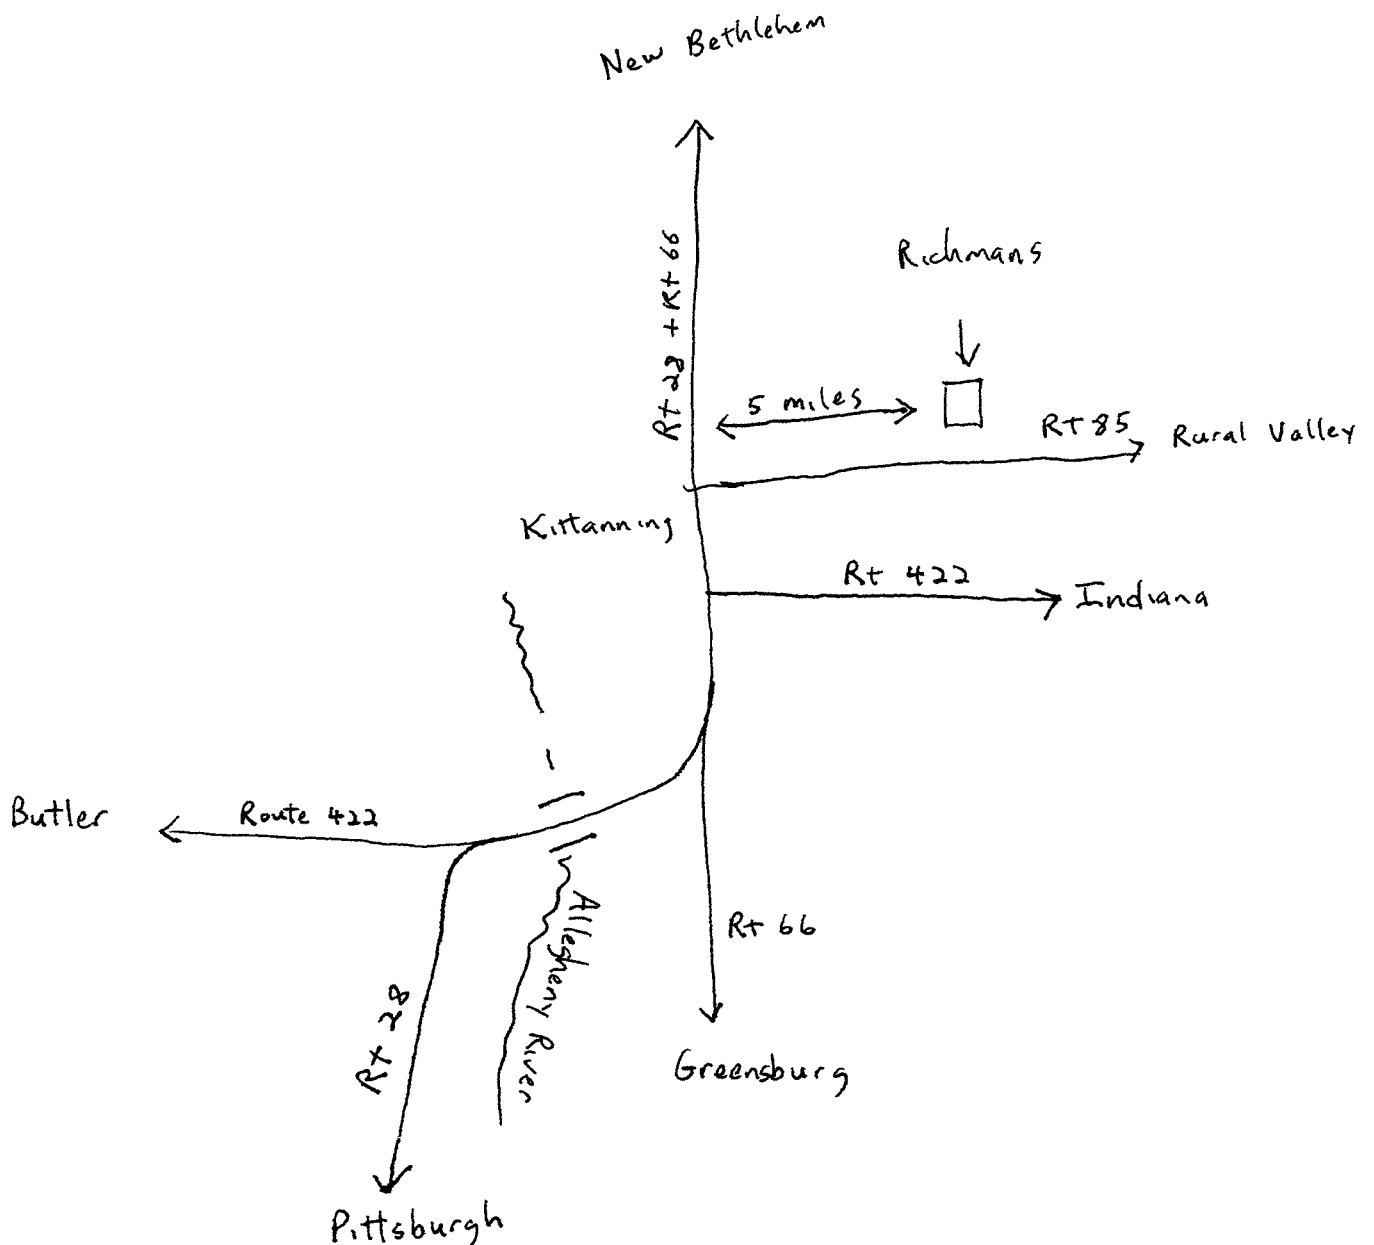 New Bethlehem
Rt 28 + Rt 66
Richmans
5 miles
Rt 85
Rural Valley
Kittanning
Rt 422
Indiana
Butler
Route 422
Allegheny River
Rt 66
Rt 28
Greensburg
Pittsburgh